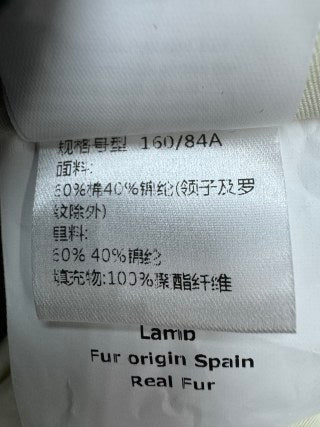 规格号型 160/84A
面料:
60%棉40%锦纶(领子及罗
纹除外)
里料:
60% 40%锦纶
填充物:100%聚酯纤维
Lamb
Fur origin Spain
Real Fur